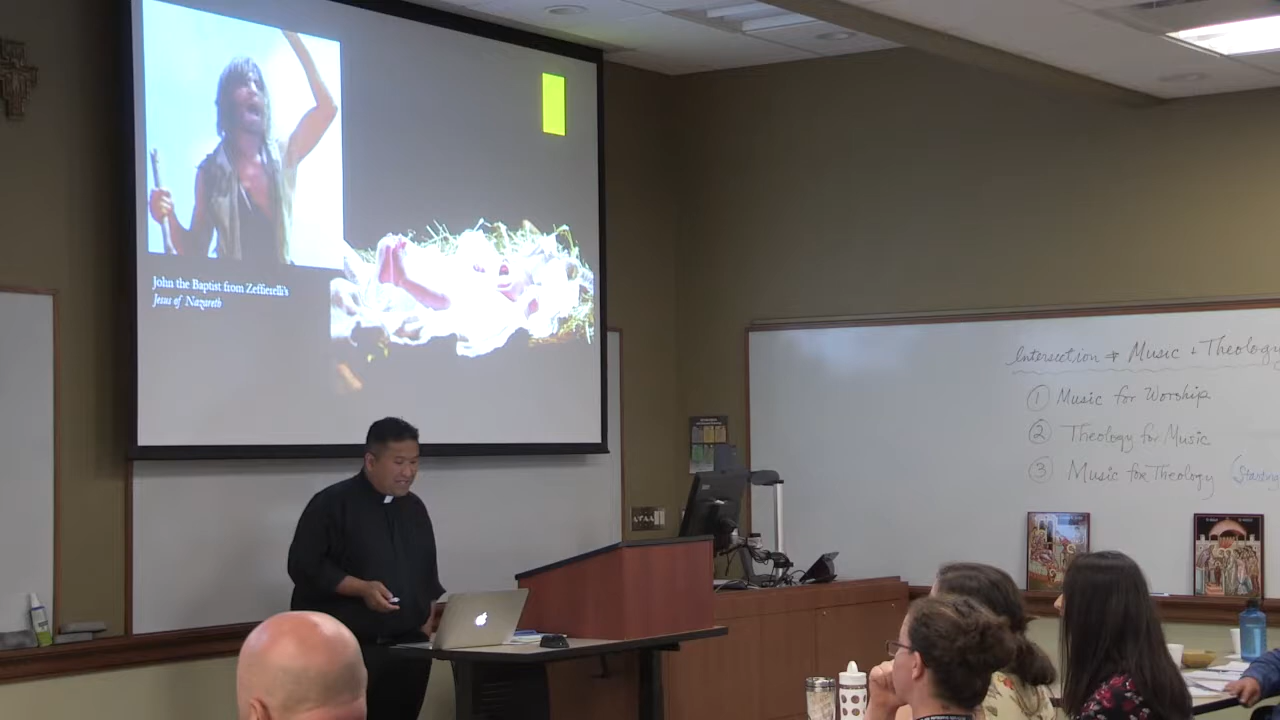 John the Baptist from Zeffirelli's
Jesus of Nazareth
Intersection Music + Theology
1 Music for Worship
2 Theology for Music
3 Music for Theology (Starting